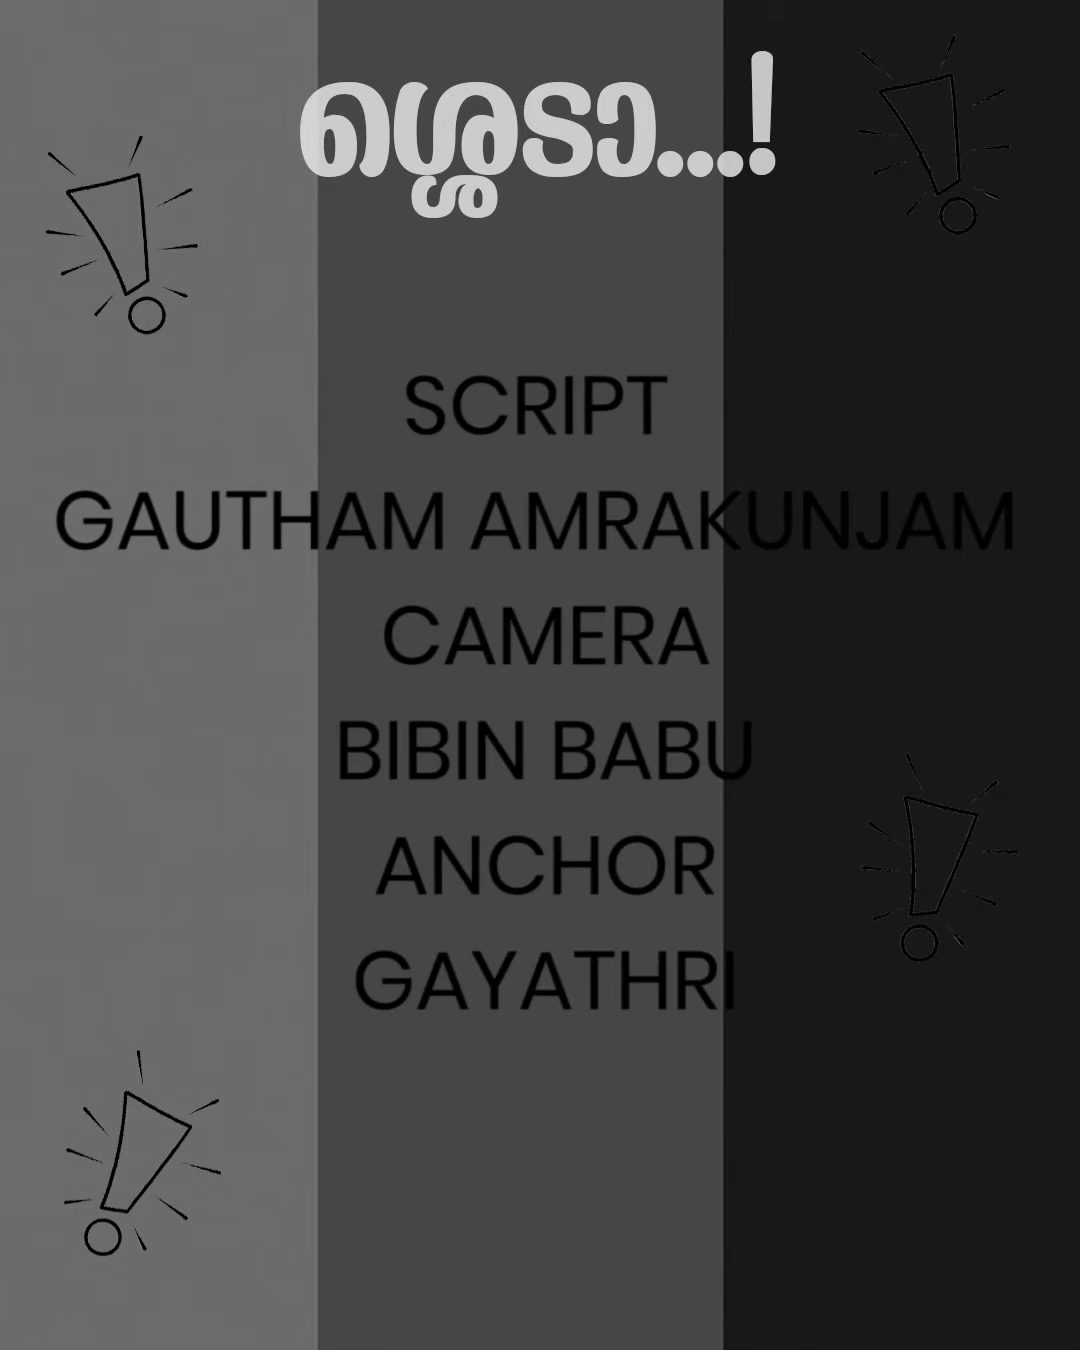 ശ്ശെടാ...!
SCRIPT
GAUTHAM AMRAKUNJAM
CAMERA
BIBIN BABU
ANCHOR
GAYATHRI